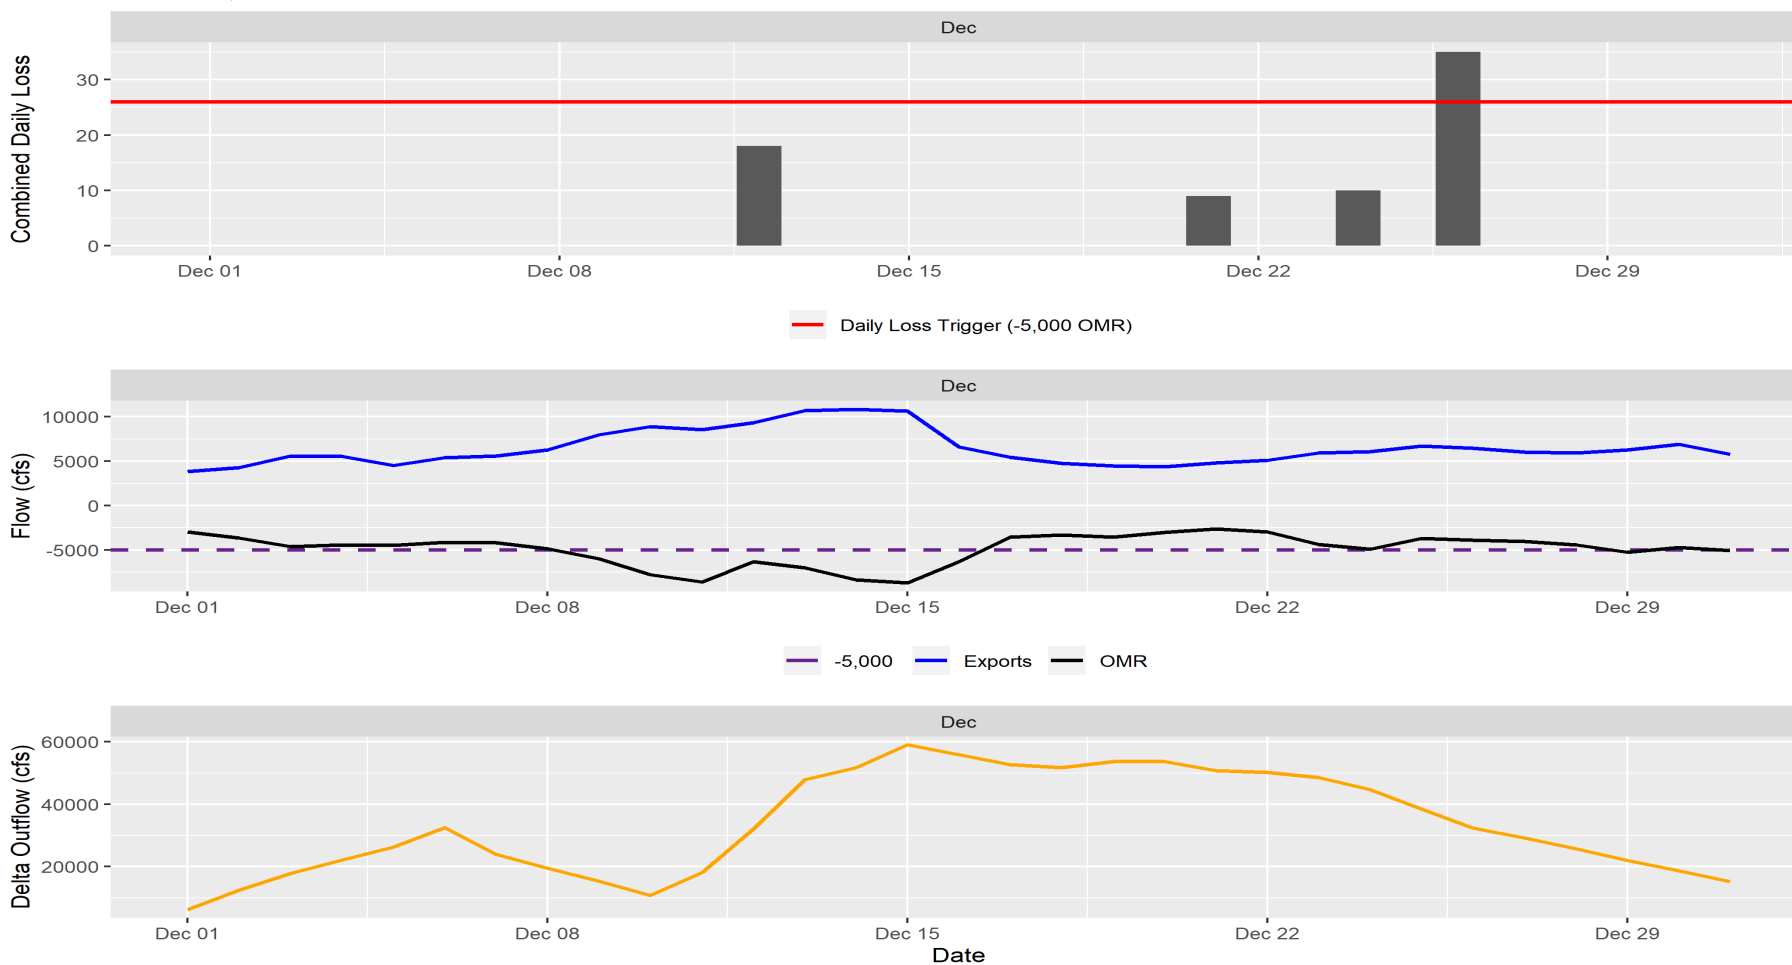 Dec
Combined Daily Loss
30
20
10
0
Dec 01 Dec 08 Dec 15 Dec 22 Dec 29
Daily Loss Trigger (-5,000 OMR)
Dec
Flow (cfs)
10000
5000
0
-5000
Dec 01 Dec 08 Dec 15 Dec 22 Dec 29
-5,000 Exports OMR
Dec
Delta Outflow (cfs)
60000
40000
20000
Dec 01 Dec 08 Dec 15 Dec 22 Dec 29
Date